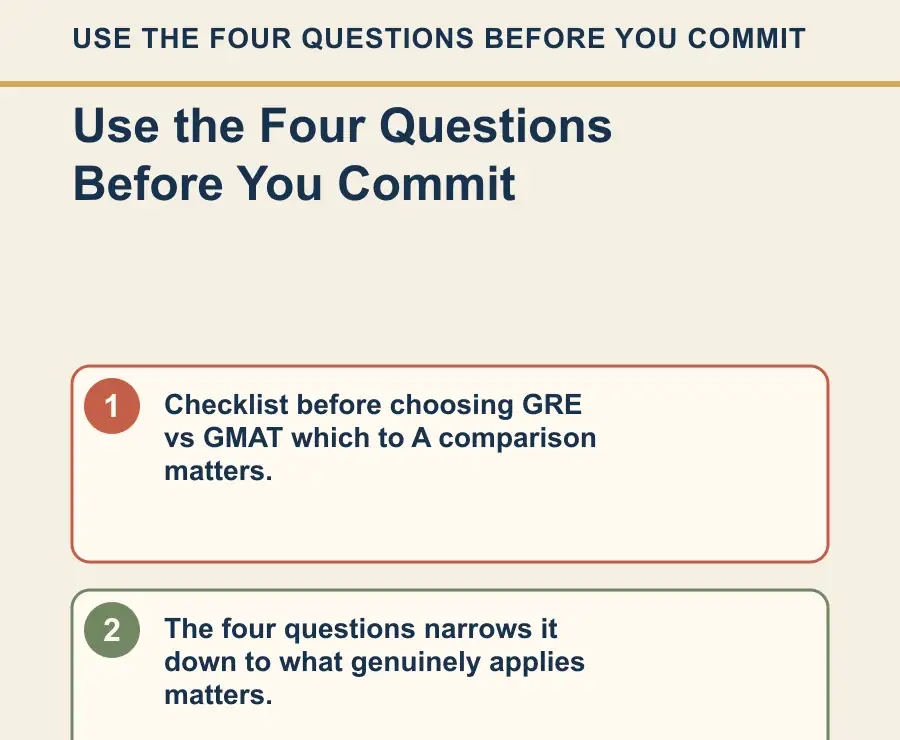 USE THE FOUR QUESTIONS BEFORE YOU COMMIT
Use the Four Questions
Before You Commit
1
Checklist before choosing GRE
vs GMAT which to A comparison
matters.
2
The four questions narrows it
down to what genuinely applies
matters.